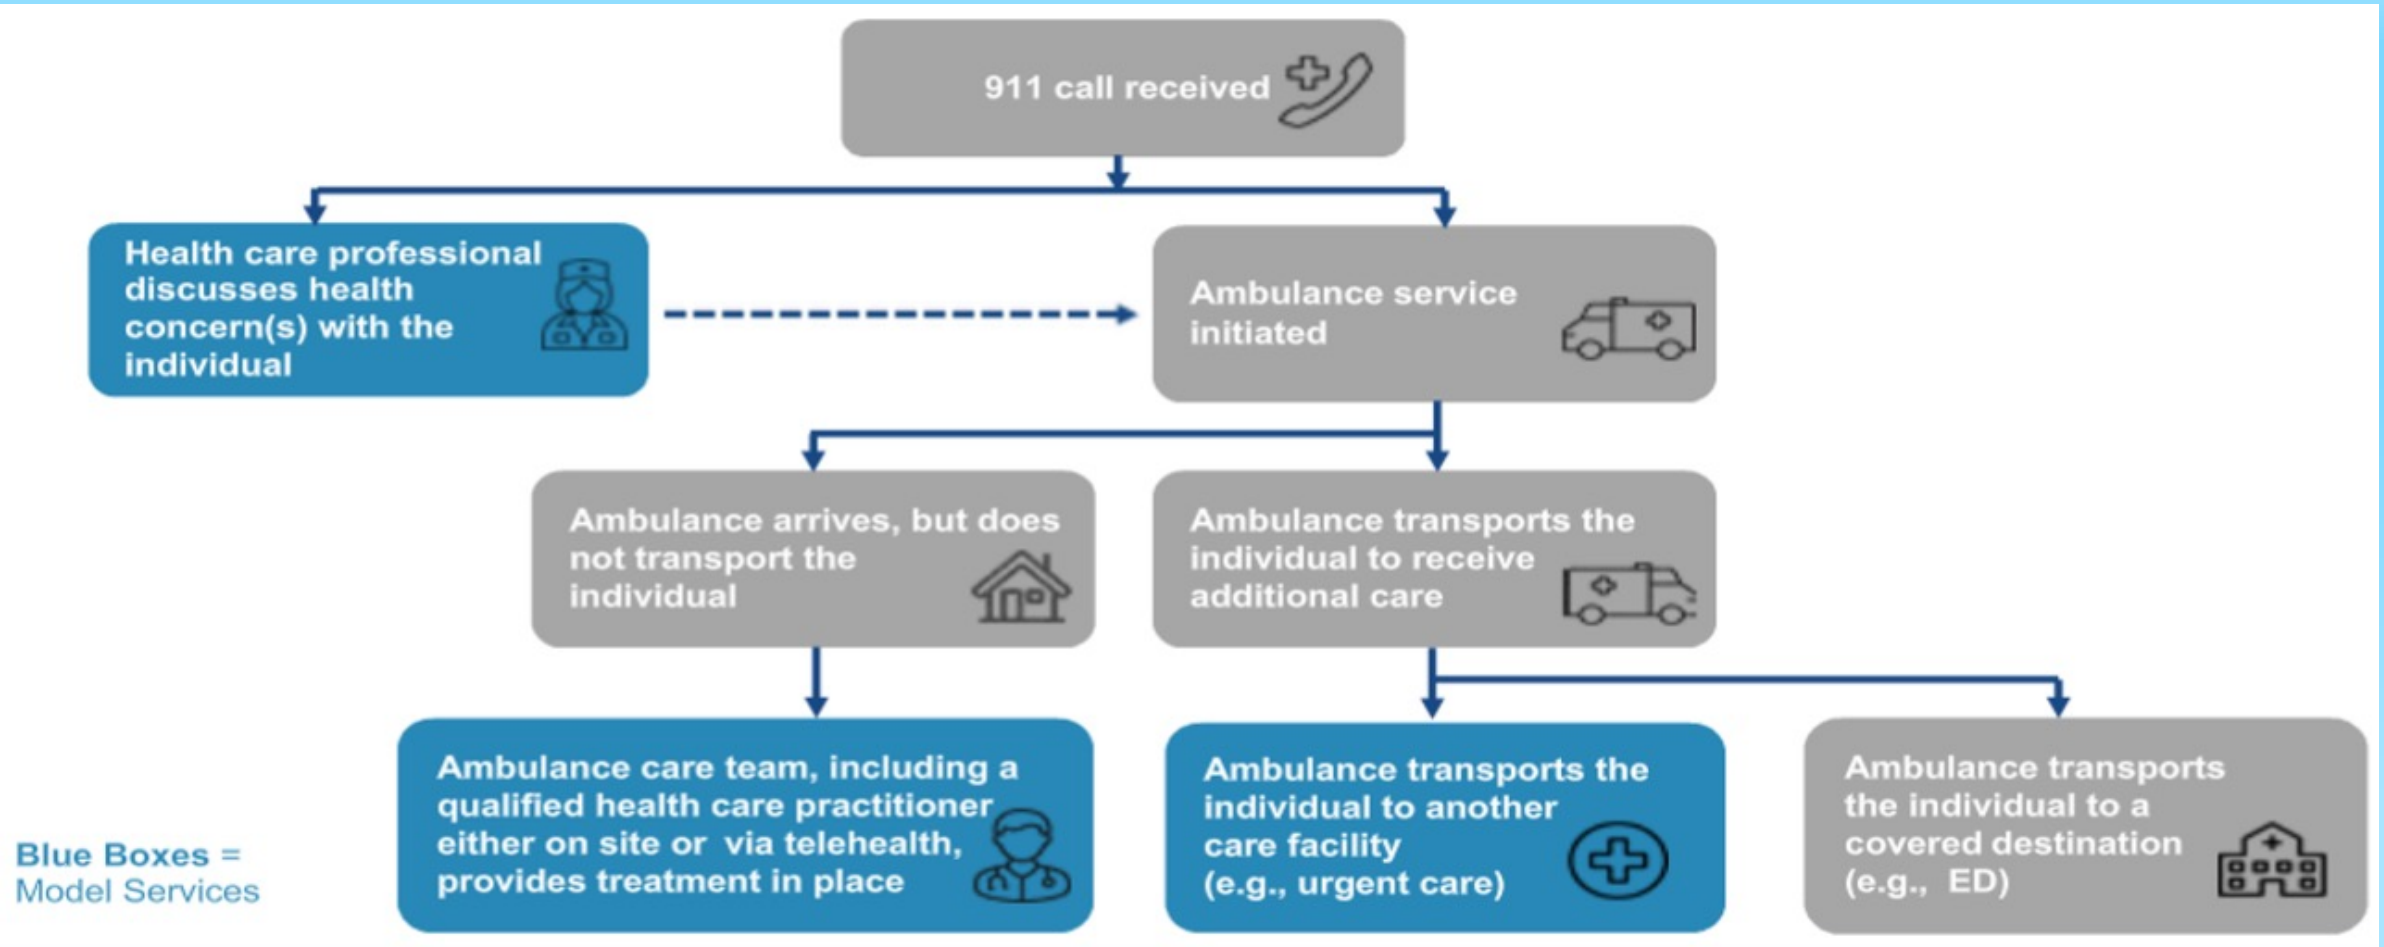 911 call received
Health care professional
discusses health
concern(s) with the
individual
Ambulance service
initiated
Ambulance arrives, but does
not transport the
individual
Ambulance transports the
individual to receive
additional care
Ambulance care team, including a
qualified health care practitioner
either on site or via telehealth,
provides treatment in place
Ambulance transports the
individual to another
care facility
(e.g., urgent care)
Ambulance transports
the individual to a
covered destination
(e.g., ED)
Blue Boxes =
Model Services